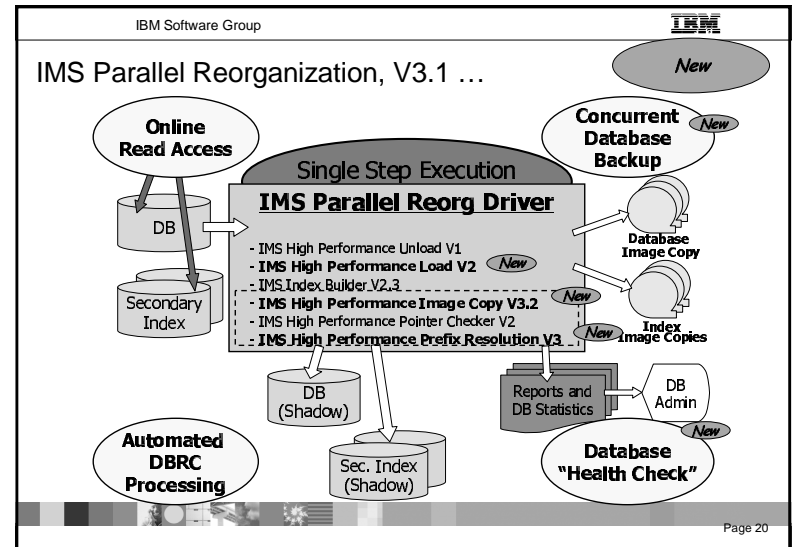 IBM Software Group
IBM
IMS Parallel Reorganization, V3.1 …
New
Online
Read Access
Concurrent
Database
Backup
New
Single Step Execution
IMS Parallel Reorg Driver
- IMS High Performance Unload V1
- IMS High Performance Load V2
New
- IMS Index Builder V2.3
- IMS High Performance Image Copy V3.2
New
- IMS High Performance Pointer Checker V2
- IMS High Performance Prefix Resolution V3
New
DB
Secondary
Index
Database
Image Copy
Index
Image Copies
DB
(Shadow)
Sec. Index
(Shadow)
Reports and
DB Statistics
DB
Admin
Automated
DBRC
Processing
New
Database
“Health Check”
Page 20